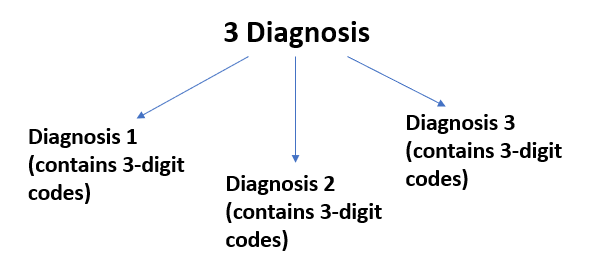 3 Diagnosis
Diagnosis 1
(contains 3-digit
codes)
Diagnosis 2
(contains 3-digit
codes)
Diagnosis 3
(contains 3-digit
codes)